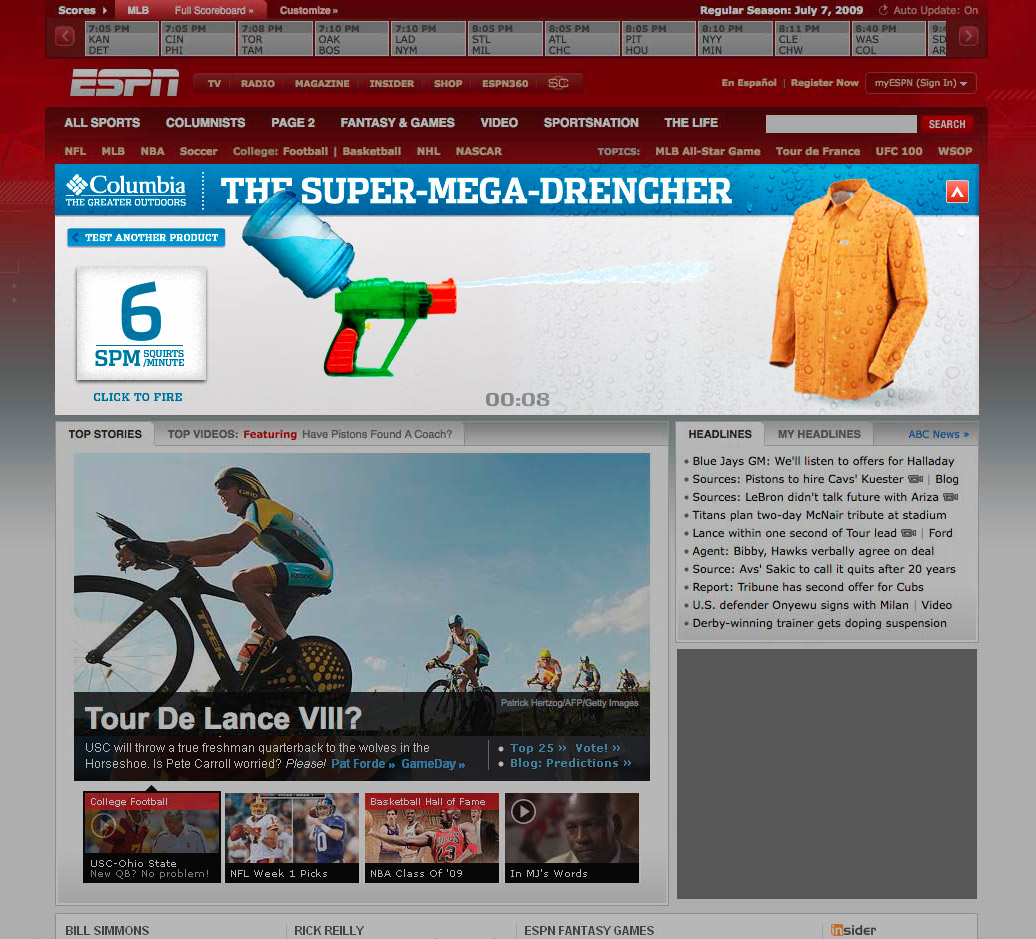 Scores
MLB
Full Scoreboard »
Customize »
Regular Season: July 7, 2009
Auto Update: On
7:05 PM
KAN
DET
7:05 PM
CIN
PHI
7:08 PM
TOR
TAM
7:10 PM
OAK
BOS
7:10 PM
LAD
NYM
8:05 PM
STL
MIL
8:05 PM
ATL
CHC
8:05 PM
PIT
HOU
8:10 PM
NYY
MIN
8:11 PM
CLE
CHW
8:40 PM
WAS
COL
ESPN
TV RADIO MAGAZINE INSIDER SHOP ESPN360 SC
En Español | Register Now
myESPN (Sign In)
ALL SPORTS COLUMNISTS PAGE 2 FANTASY & GAMES VIDEO SPORTSNATION THE LIFE
SEARCH
NFL MLB NBA Soccer College: Football | Basketball NHL NASCAR
TOPICS: MLB All-Star Game Tour de France UFC 100 WSOP
Columbia
THE GREATER OUTDOORS
THE SUPER-MEGA-DRENCHER
TEST ANOTHER PRODUCT
6
SPM SQUIRTS
/MINUTE
CLICK TO FIRE
00:08
TOP STORIES
TOP VIDEOS: Featuring Have Pistons Found A Coach?
HEADLINES
MY HEADLINES
ABC News »
• Blue Jays GM: We'll listen to offers for Halladay
• Sources: Pistons to hire Cavs' Kuester | Blog
• Sources: LeBron didn't talk future with Ariza
• Titans plan two-day McNair tribute at stadium
• Lance within one second of Tour lead | Ford
• Agent: Bibby, Hawks verbally agree on deal
• Source: Avs' Sakic to call it quits after 20 years
• Report: Tribune has second offer for Cubs
• U.S. defender Onyewu signs with Milan | Video
• Derby-winning trainer gets doping suspension
GIRO
TREK
Patrick Hertzog/AFP/Getty Images
Tour De Lance VIII?
USC will throw a true freshman quarterback to the wolves in the
Horseshoe. Is Pete Carroll worried? Please! Pat Forde » GameDay »
• Top 25 » Vote! »
• Blog: Predictions »
College Football
USC-Ohio State
New QB? No problem!
NFL Week 1 Picks
Basketball Hall of Fame
NBA Class Of '09
In MJ's Words
BILL SIMMONS
RICK REILLY
ESPN FANTASY GAMES
insider